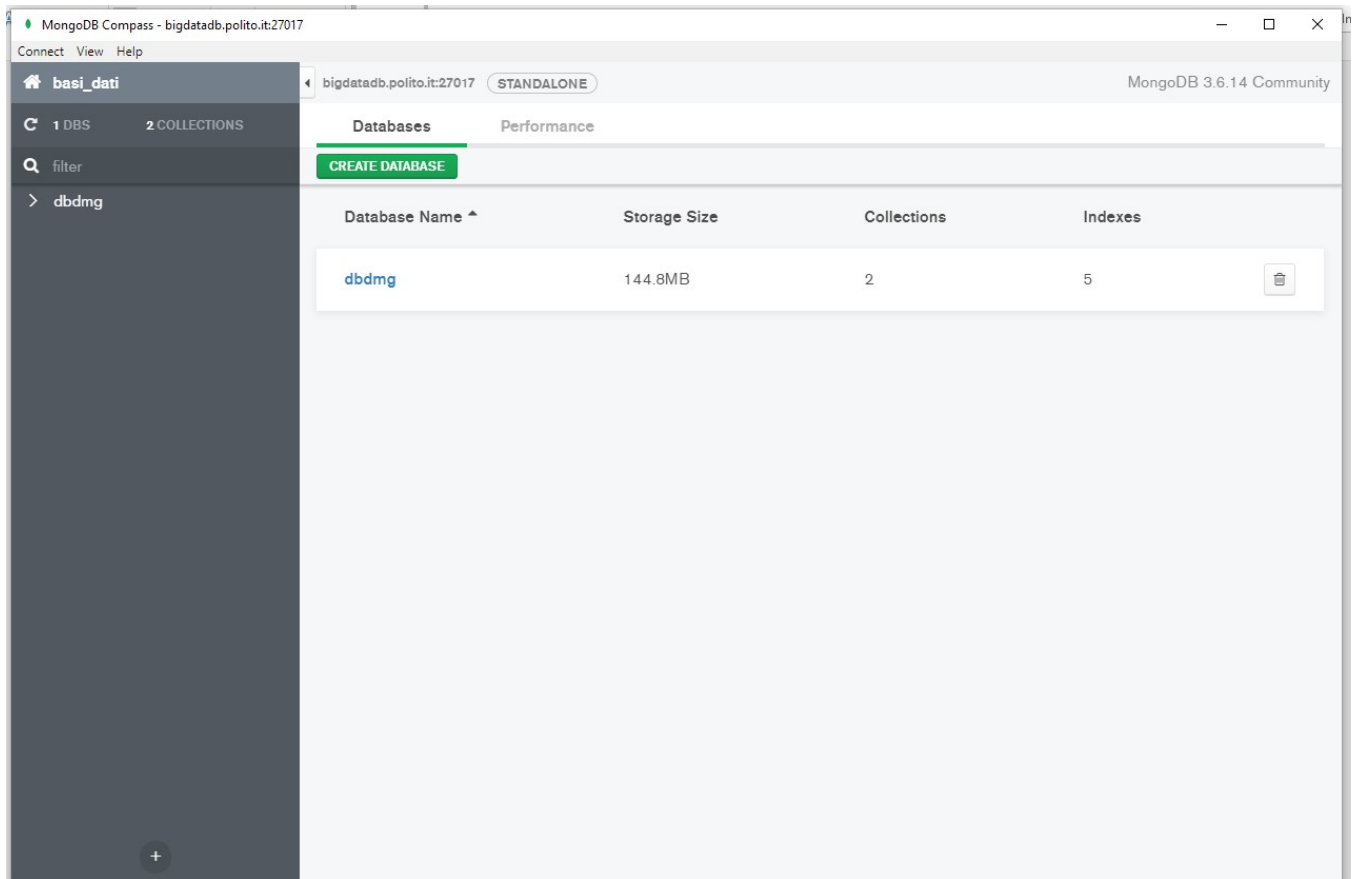 MongoDB Compass - bigdatadb.polito.it:27017
Connect View Help
basi_dati
bigdatadb.polito.it:27017 STANDALONE
MongoDB 3.6.14 Community
1 DBS 2 COLLECTIONS
Databases Performance
filter
CREATE DATABASE
dbdmg
Database Name Storage Size Collections Indexes
dbdmg 144.8MB 2 5